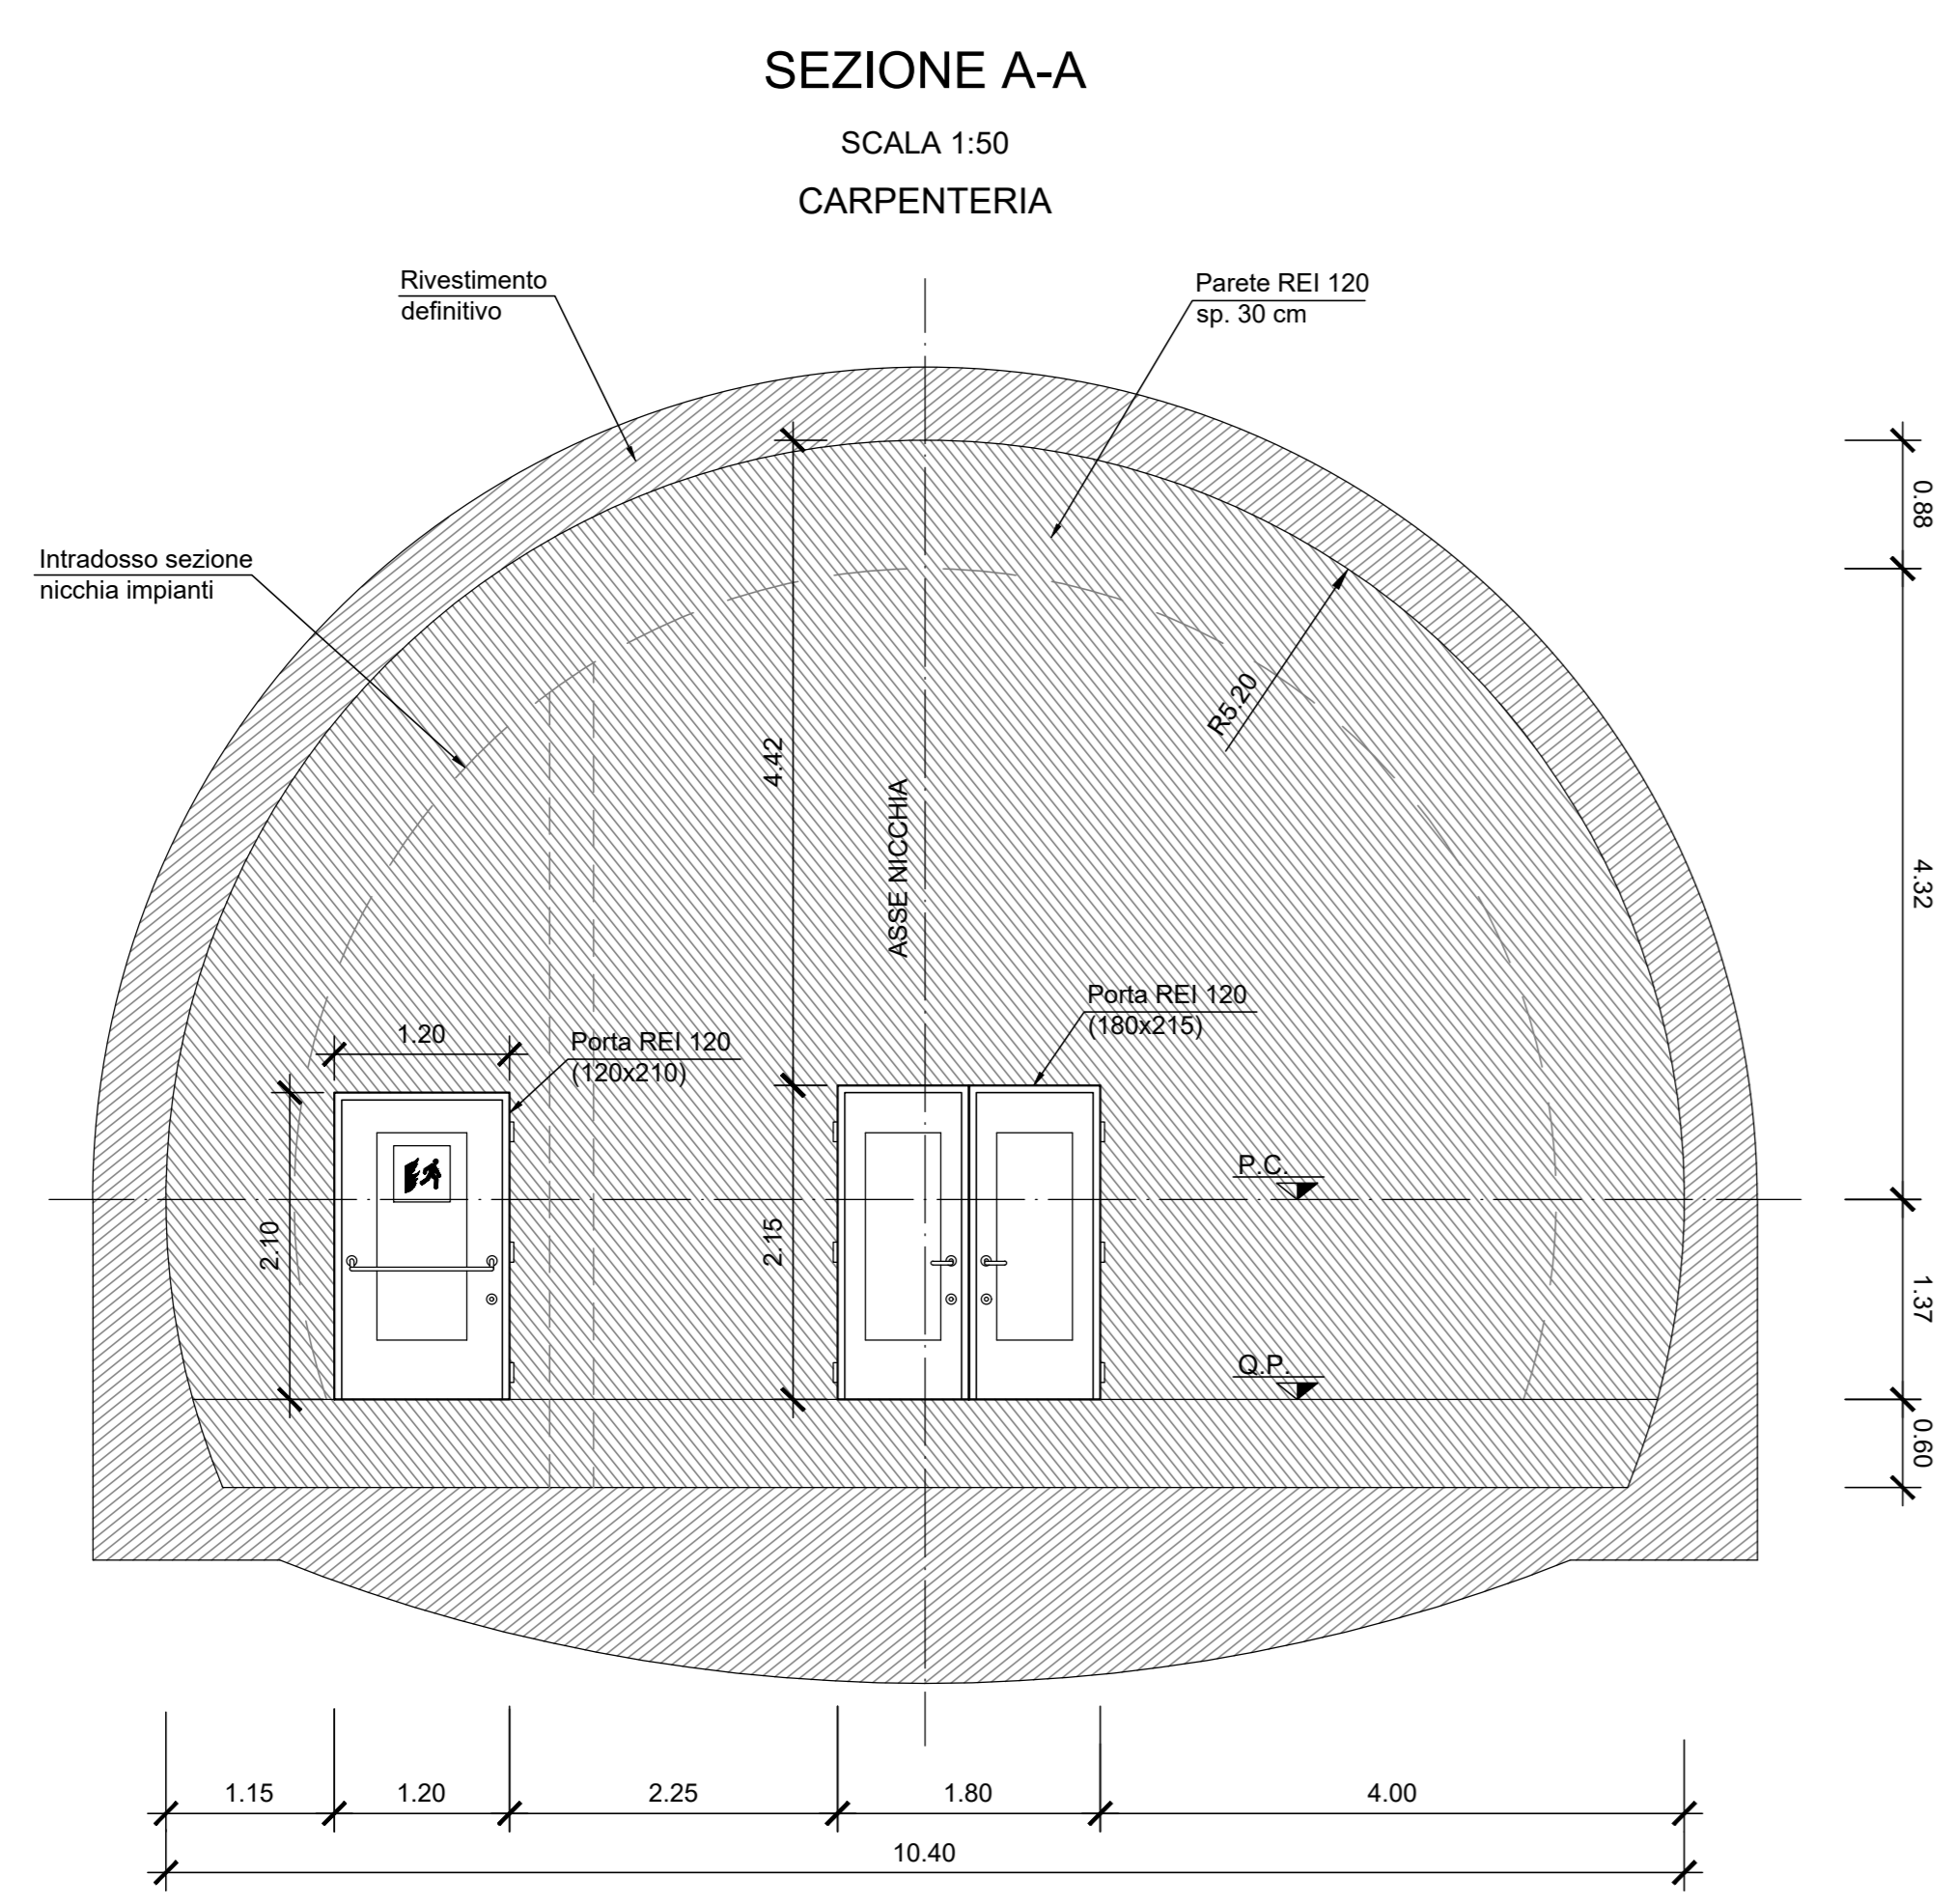 SEZIONE A-A
SCALA 1:50
CARPENTERIA
Rivestimento
definitivo
Parete REI 120
sp. 30 cm
Intradosso sezione
nicchia impianti
R5.20
0.88
4.32
1.37
0.60
4.42
2.15
ASSE NICCHIA
Porta REI 120
(180x215)
1.20
Porta REI 120
(120x210)
2.10
P.C.
Q.P.
1.15
1.20
2.25
1.80
4.00
10.40